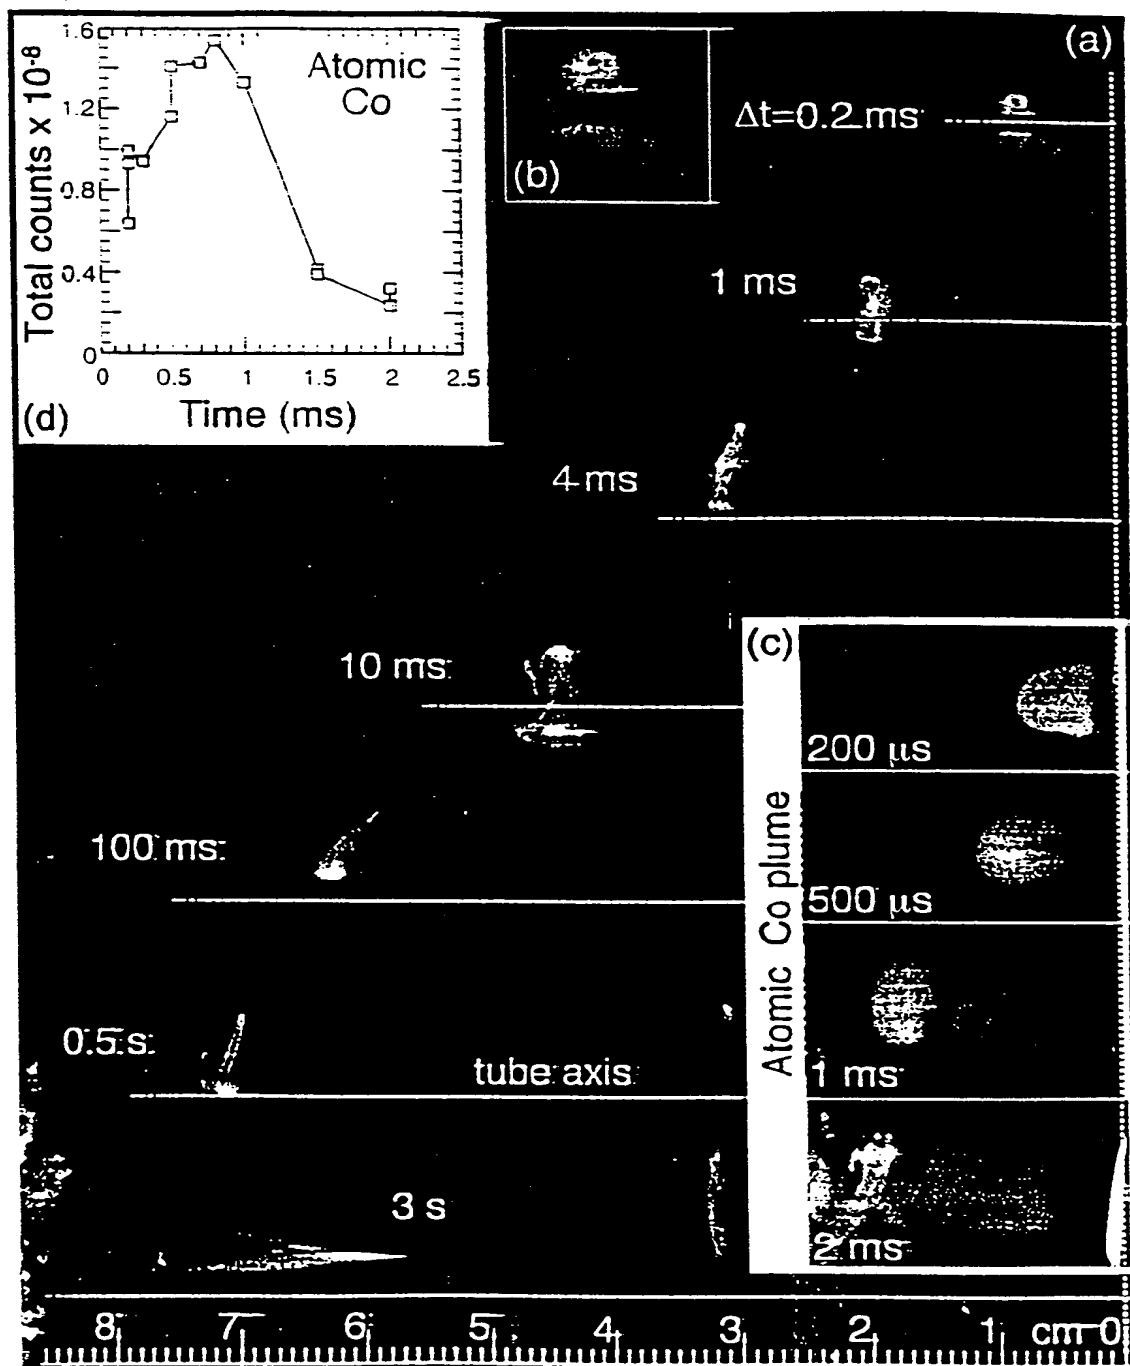 1.6
1.2
0.8
0.4
0
Total counts x 10-8
Atomic
Co
0 0.5 1 1.5 2 2.5
Time (ms)
(d)
(b)
(a)
Δt=0.2 ms
1 ms
4 ms
10 ms
100 ms
0.5 s
tube axis
3 s
(c)
Atomic Co plume
200 μs
500 μs
1 ms
2 ms
8 7 6 5 4 3 2 1 cm 0